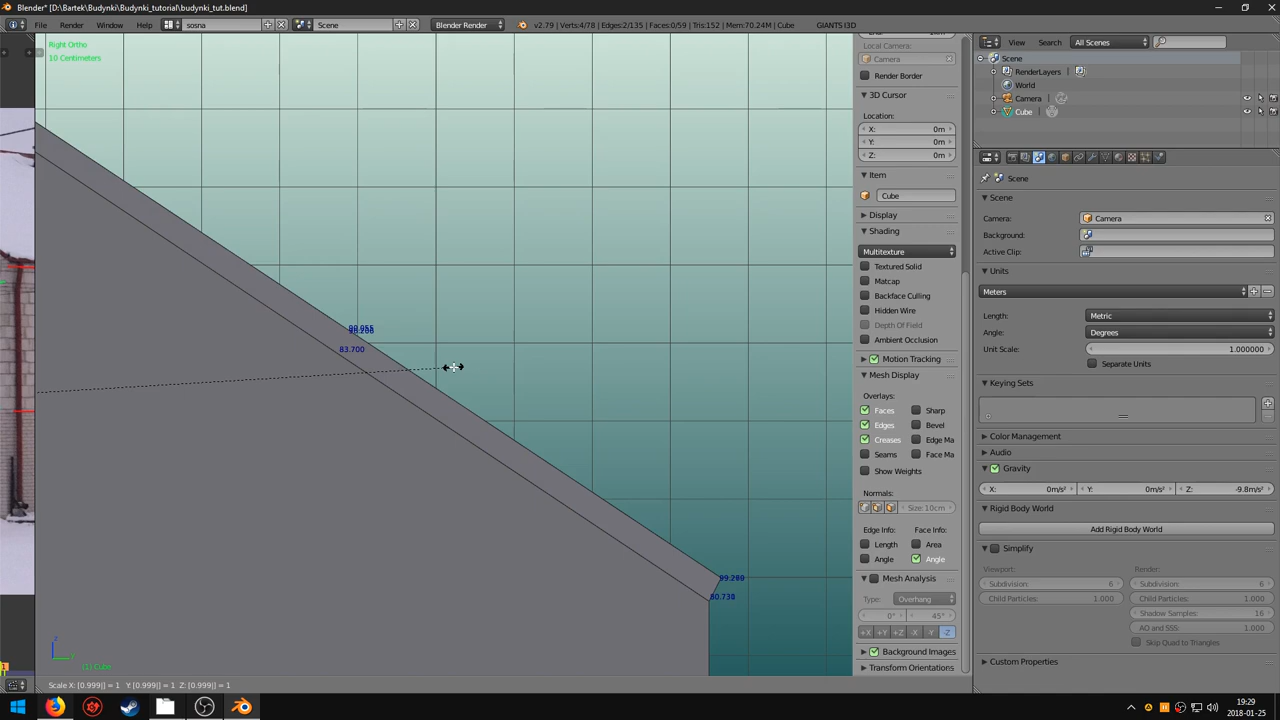 Blender* [D:\Bartek\Budynki\Budynki_tutorial\budynki_tut.blend]
File Render Window Help sosna Scene Blender Render v2.79 | Verts:4/78 | Edges:2/135 | Faces:0/59 | Tris:152 | Mem:70.24M | Cube GIANTS I3D
Right Ortho
10 Centimeters
83.700
99.280
80.738
(1) Cube
Scale X: [0.999|] = 1 Y: [0.999|] = 1 Z: [0.999|] = 1
z
y
Local Camera:
Camera
Render Border
3D Cursor
Location:
X: 0m
Y: 0m
Z: 0m
Item
Cube
Display
Shading
Multitexture
Textured Solid
Matcap
Backface Culling
Hidden Wire
Depth Of Field
Ambient Occlusion
Motion Tracking
Mesh Display
Overlays:
Faces Sharp
Edges Bevel
Creases Edge Ma
Seams Face Ma
Show Weights
Normals:
Size: 10cm
Edge Info: Face Info:
Length Area
Angle Angle
Mesh Analysis
Type: Overhang
0° 45°
+X +Y +Z -X -Y -Z
Background Images
Transform Orientations
View Search All Scenes
Scene
RenderLayers
World
Camera
Cube
Scene
Scene
Camera: Camera
Background:
Active Clip:
Units
Meters
Length: Metric
Angle: Degrees
Unit Scale: 1.000000
Separate Units
Keying Sets
Color Management
Audio
Gravity
X: 0m/s² Y: 0m/s² Z: -9.8m/s²
Rigid Body World
Add Rigid Body World
Simplify
Viewport: Render:
Subdivision: 6 Subdivision: 6
Child Particles: 1.000 Child Particles: 1.000
Shadow Samples: 16
AO and SSS: 1.000
Skip Quad to Triangles
Custom Properties
19:29
2018-01-25